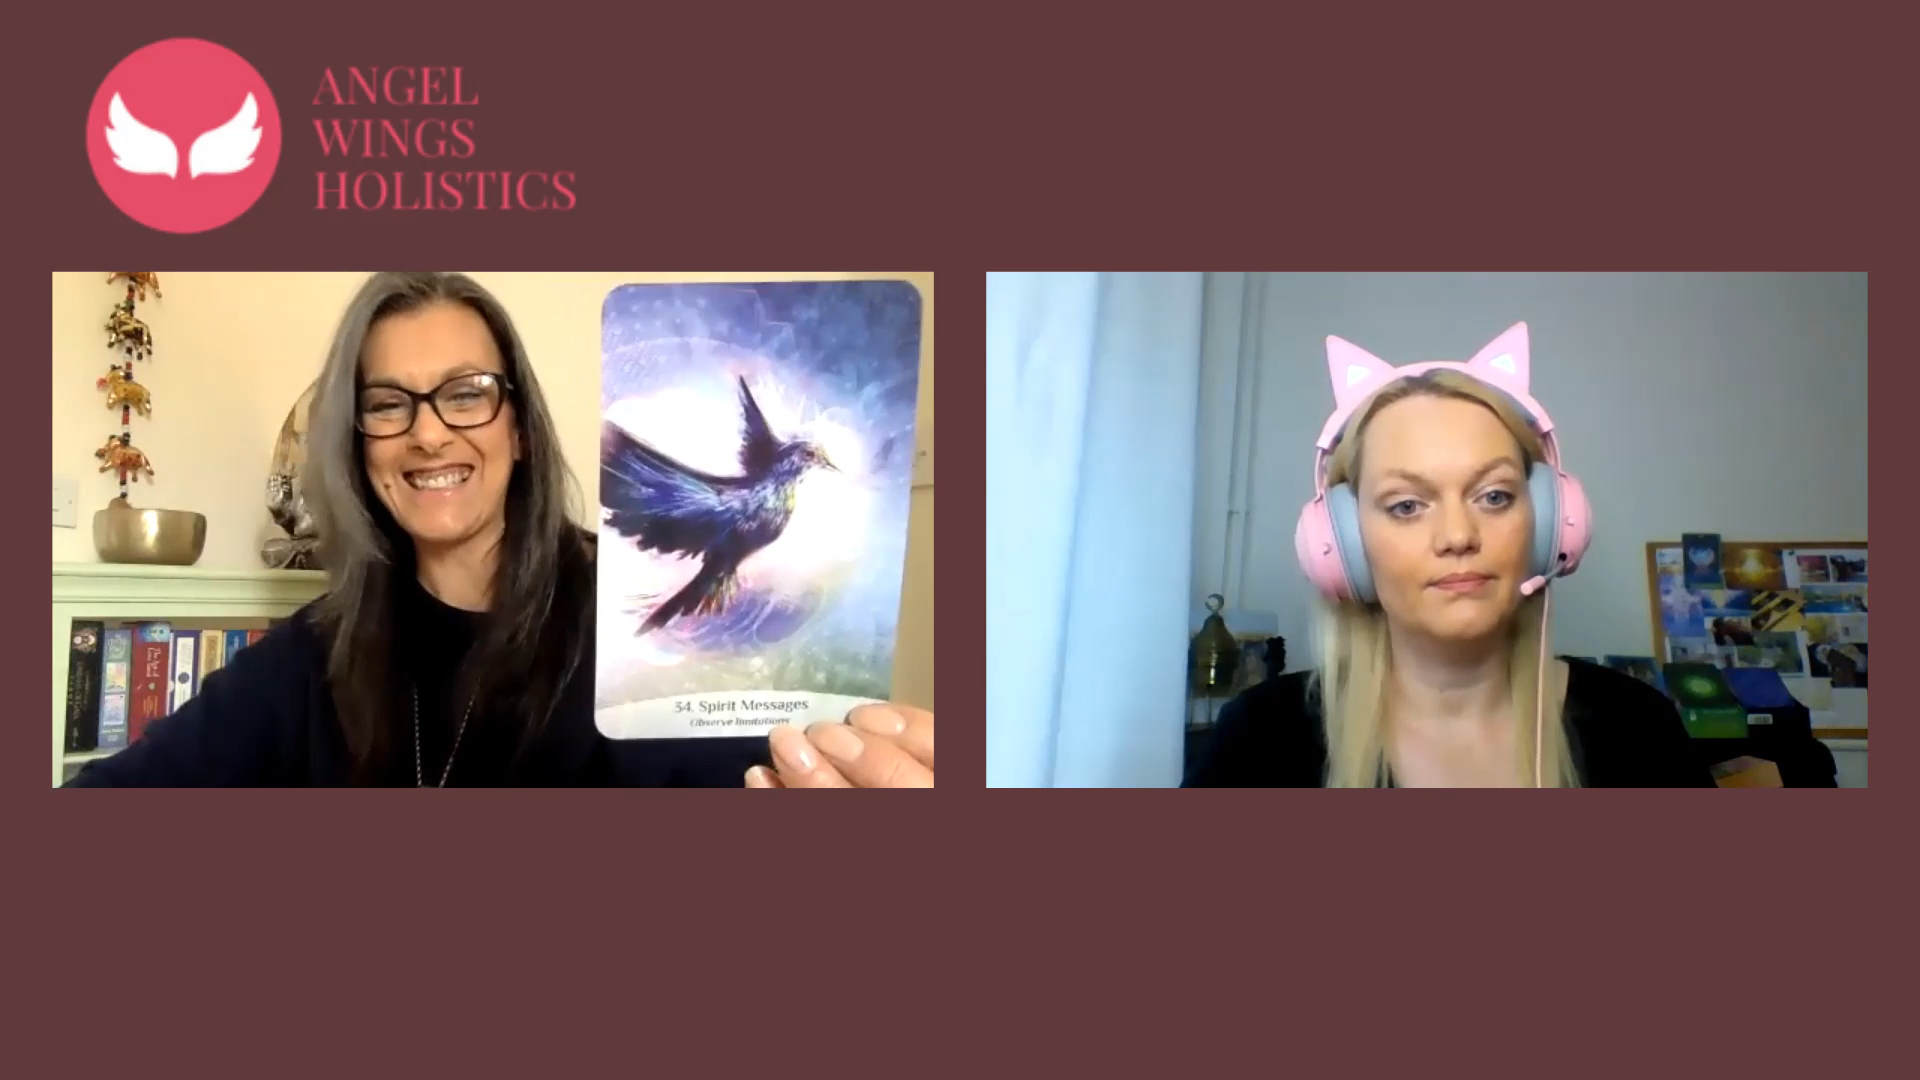 ANGEL
WINGS
HOLISTICS
34. Spirit Messages
Observe limitations